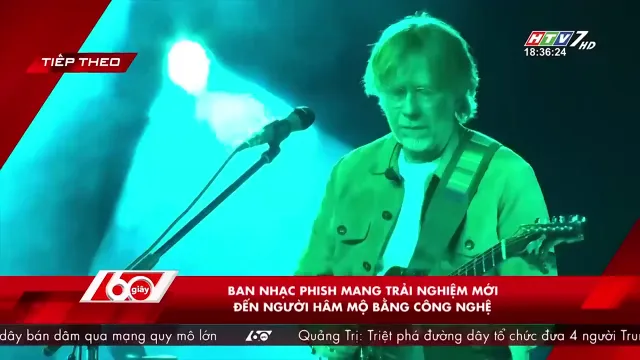 TIẾP THEO
HTV7 HD
18:36:24
60 giây
BAN NHẠC PHISH MANG TRẢI NGHIỆM MỚI
ĐẾN NGƯỜI HÂM MỘ BẰNG CÔNG NGHỆ
dây bán dâm qua mạng quy mô lớn 60 Quảng Trị: Triệt phá đường dây tổ chức đưa 4 người Tru